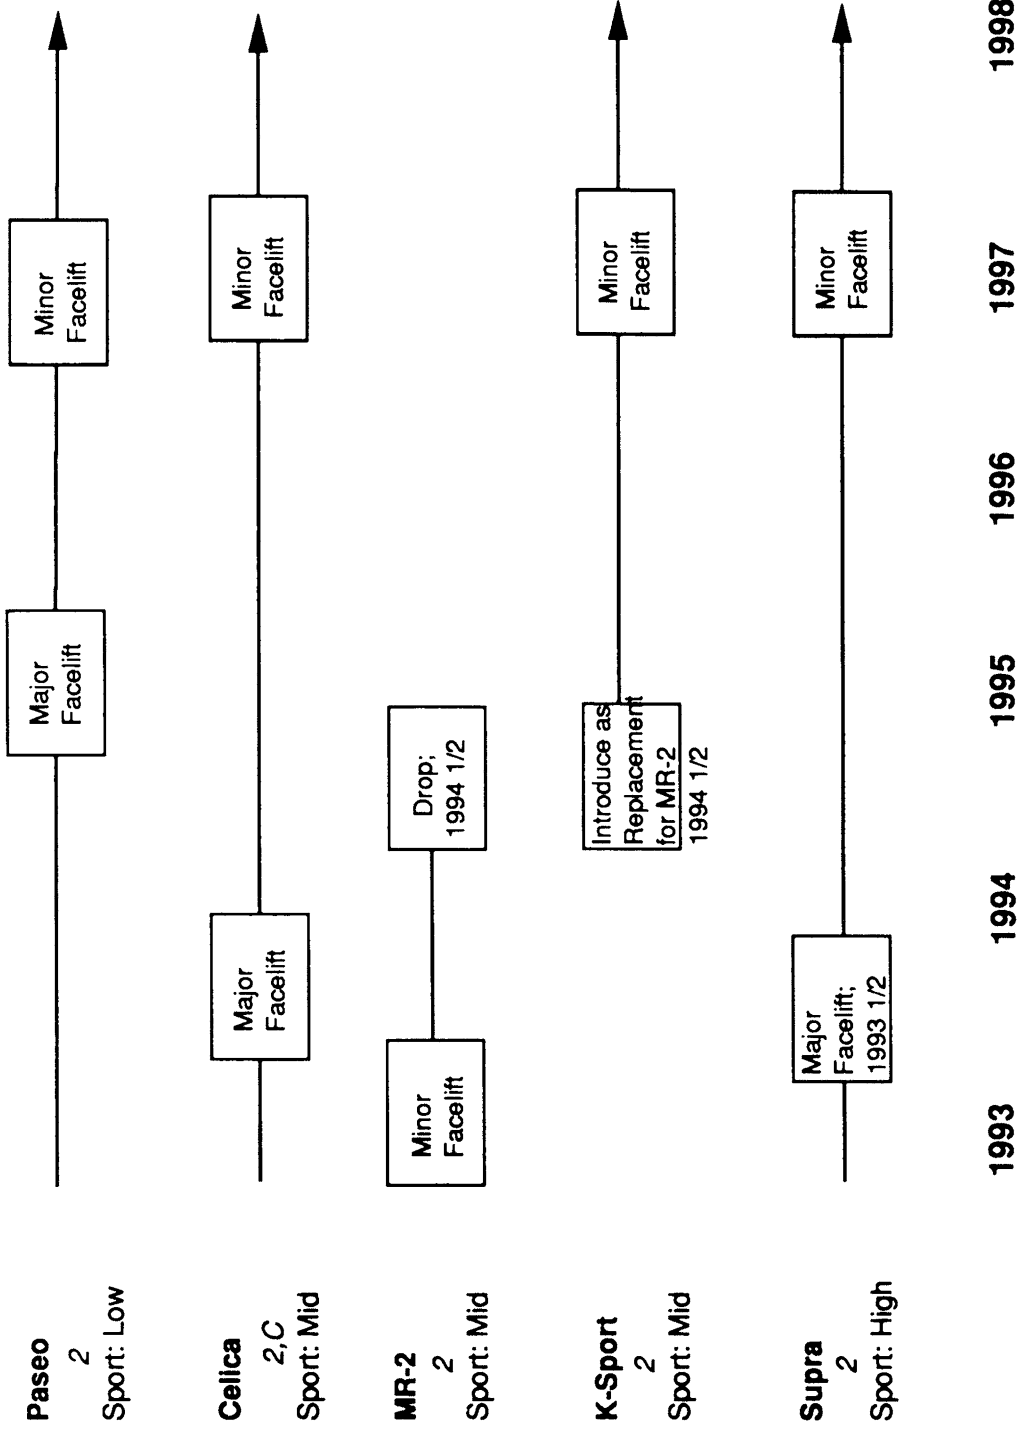 Paseo
2
Sport: Low
Major
Facelift
Minor
Facelift
Celica
2,C
Sport: Mid
Major
Facelift
Minor
Facelift
MR-2
2
Sport: Mid
Minor
Facelift
Drop;
1994 1/2
K-Sport
2
Sport: Mid
Introduce as
Replacement
for MR-2
1994 1/2
Minor
Facelift
Supra
2
Sport: High
Major
Facelift;
1993 1/2
Minor
Facelift
1993 1994 1995 1996 1997 1998